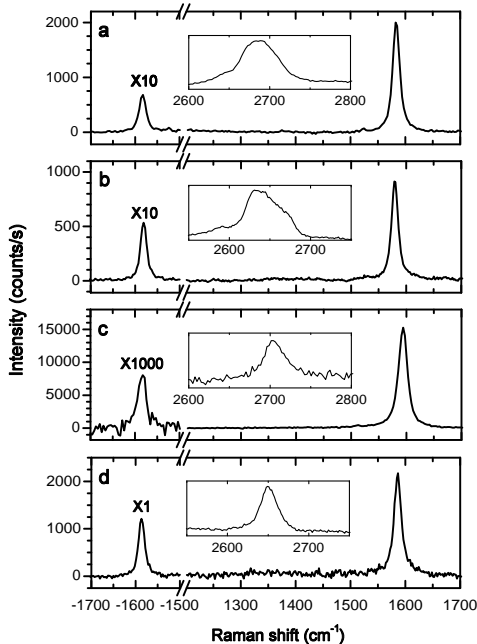 a
2000
1000
0
X10
2600 2700 2800
b
1000
500
0
X10
2600 2700
Intensity (counts/s)
c
15000
10000
5000
0
X1000
2600 2700 2800
d
2000
1000
0
X1
2600 2700
-1700 -1600 -1500 1300 1400 1500 1600 1700
Raman shift (cm⁻¹)